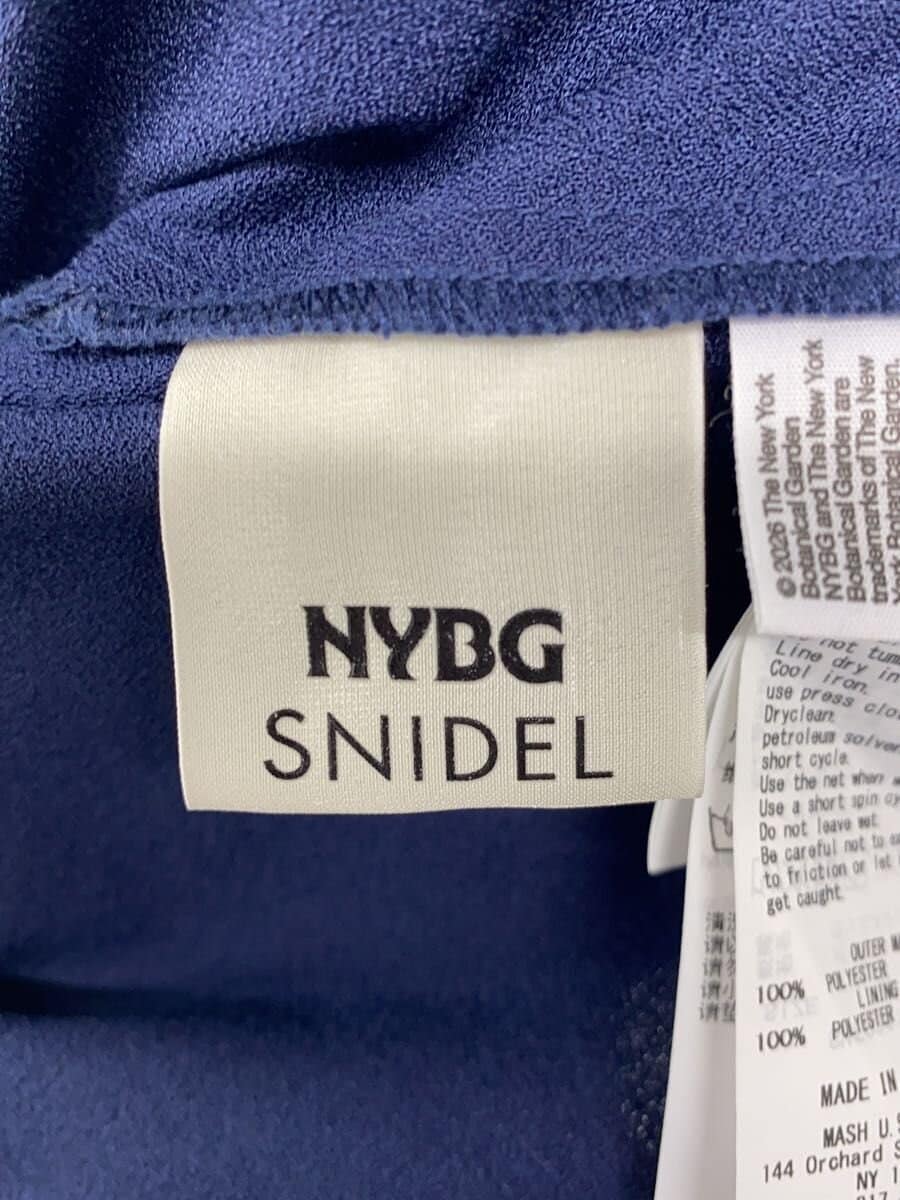 NYBG
SNIDEL
© 2026 The New York
Botanical Garden
NYBG and The New York
Botanical Garden are
trademarks of The New
York Botanical Garden.
not
Line dry in
Cool iron.
use press
Dryclean.
petroleum
short cycle.
Use the net when
Use a short spin
Do not leave wet.
Be careful not to
to friction or let
get caught.
OUTER
100% POLYESTER
LINING
100% POLYESTER
MADE IN
MASH U.S
144 Orchard S
NY